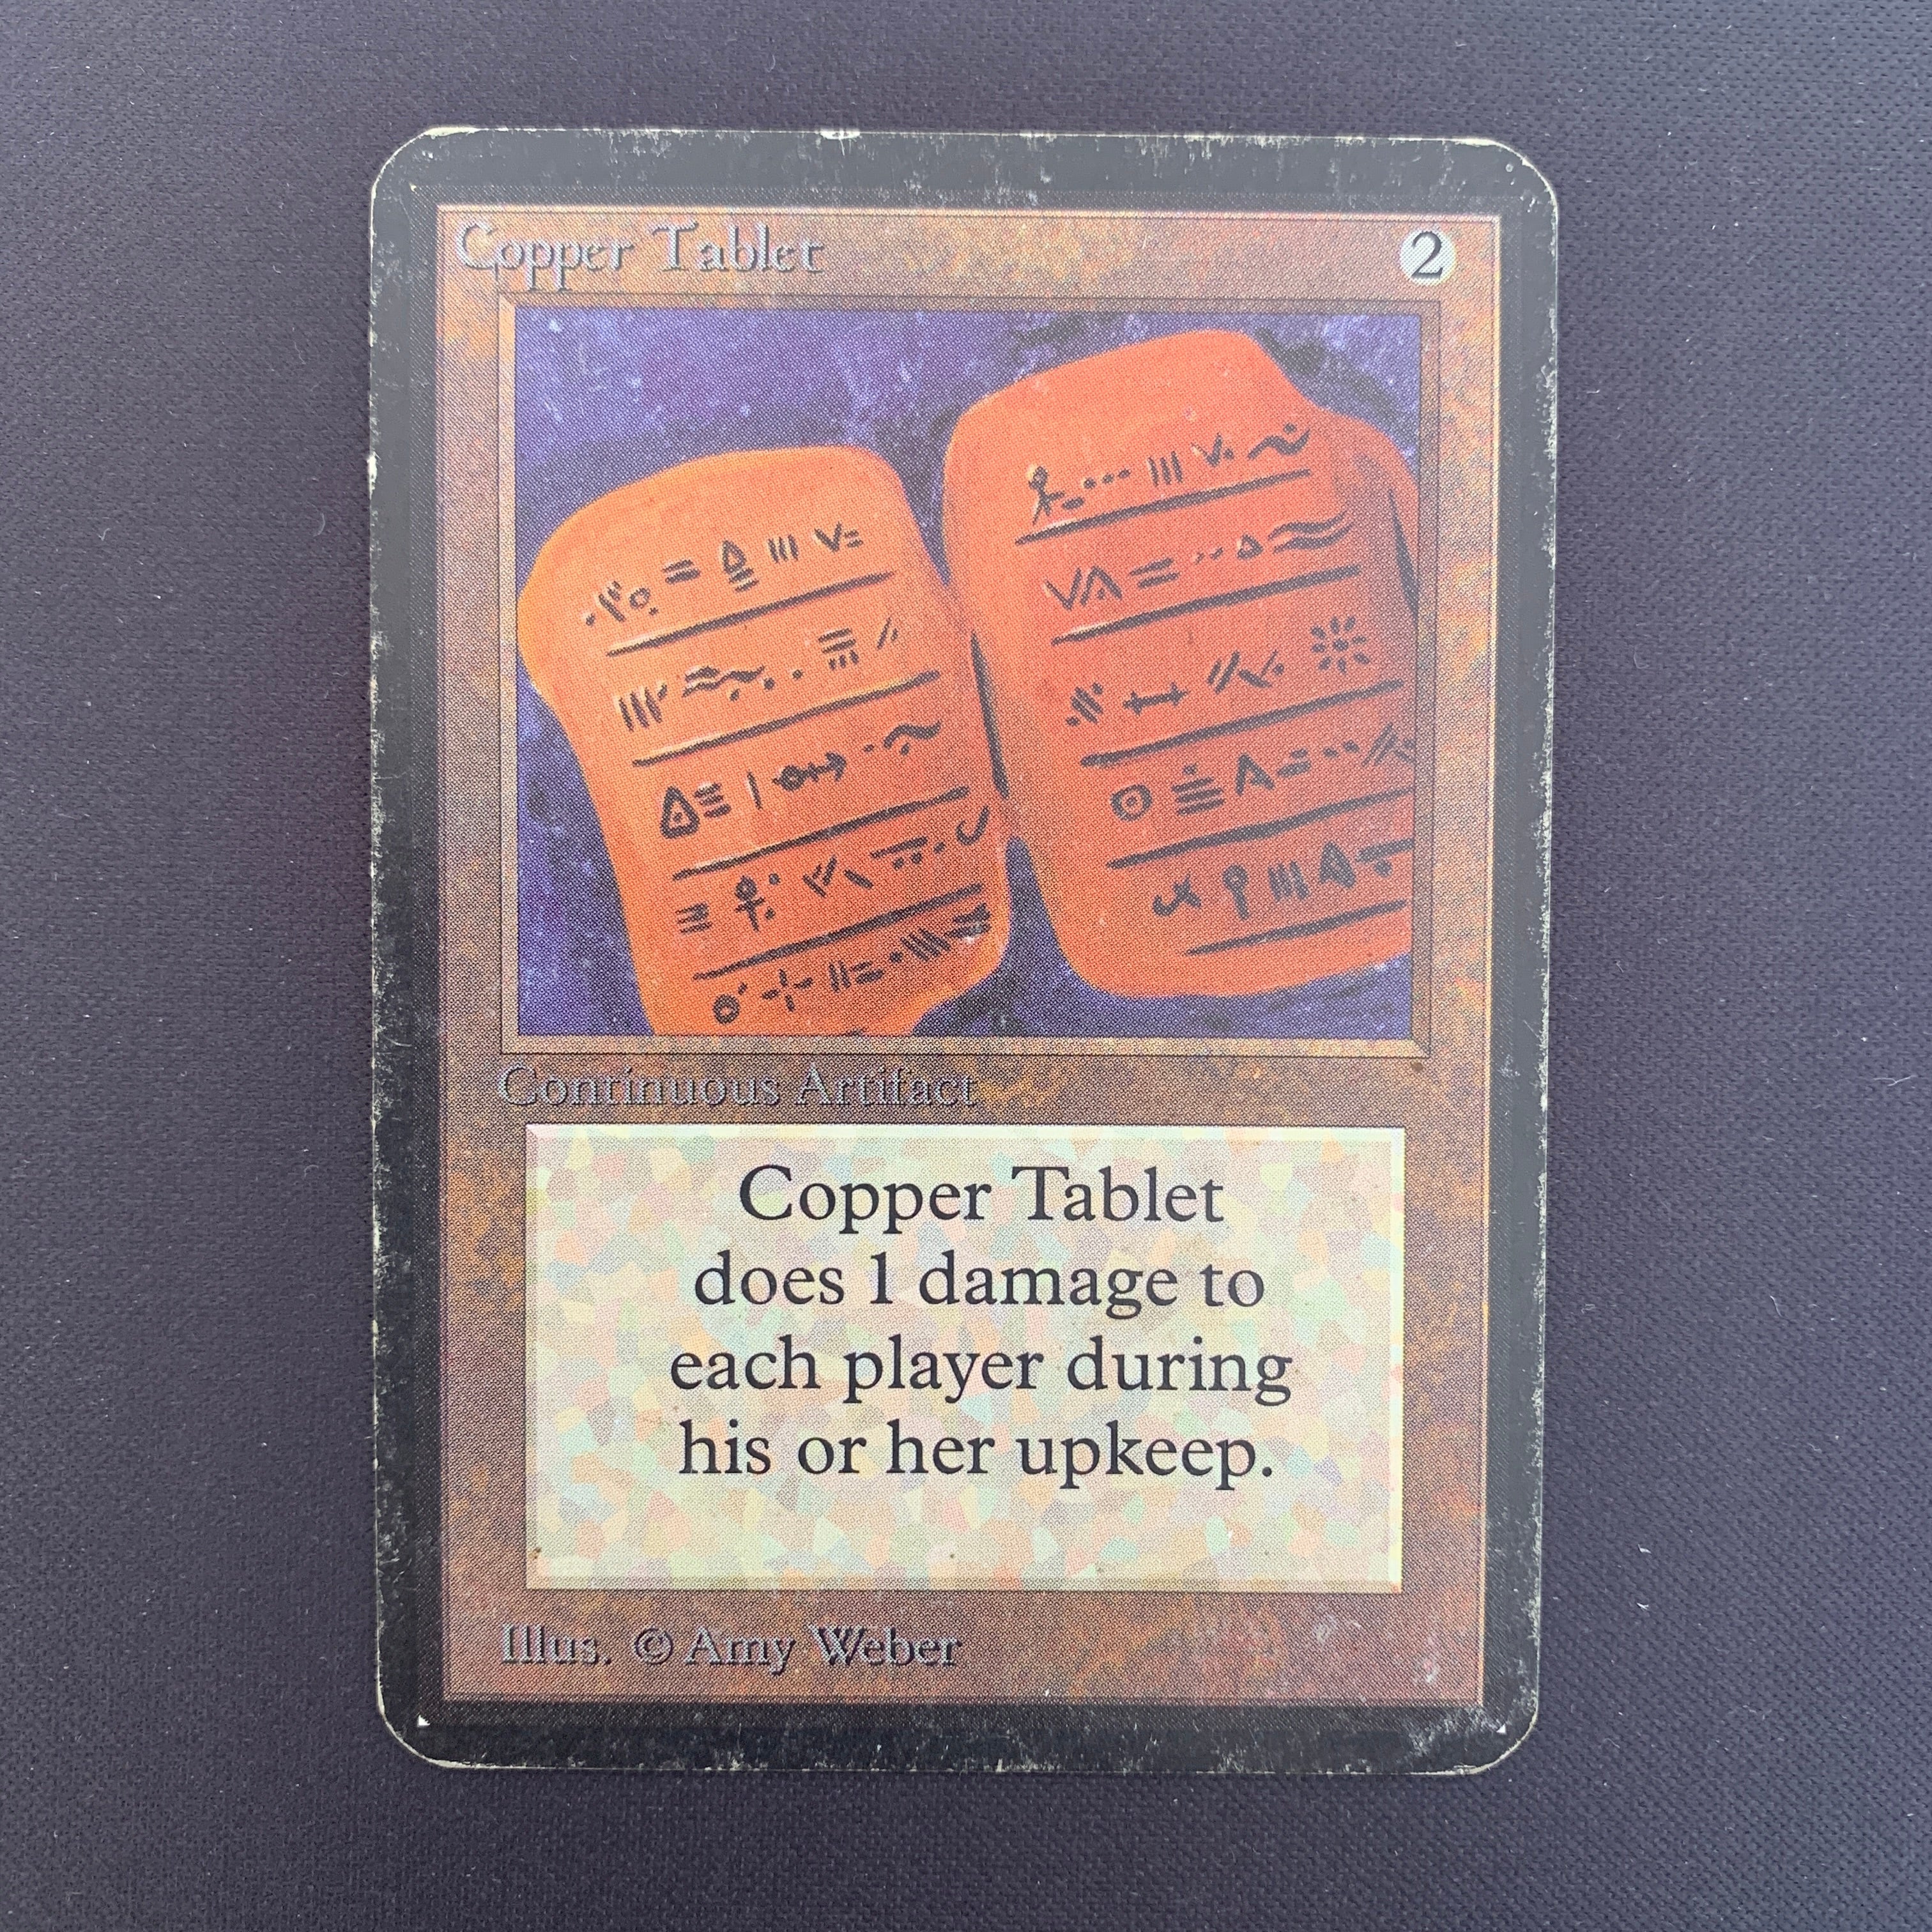 Copper Tablet 2
Continuous Artifact
Copper Tablet
does 1 damage to
each player during
his or her upkeep.
Illus. © Amy Weber